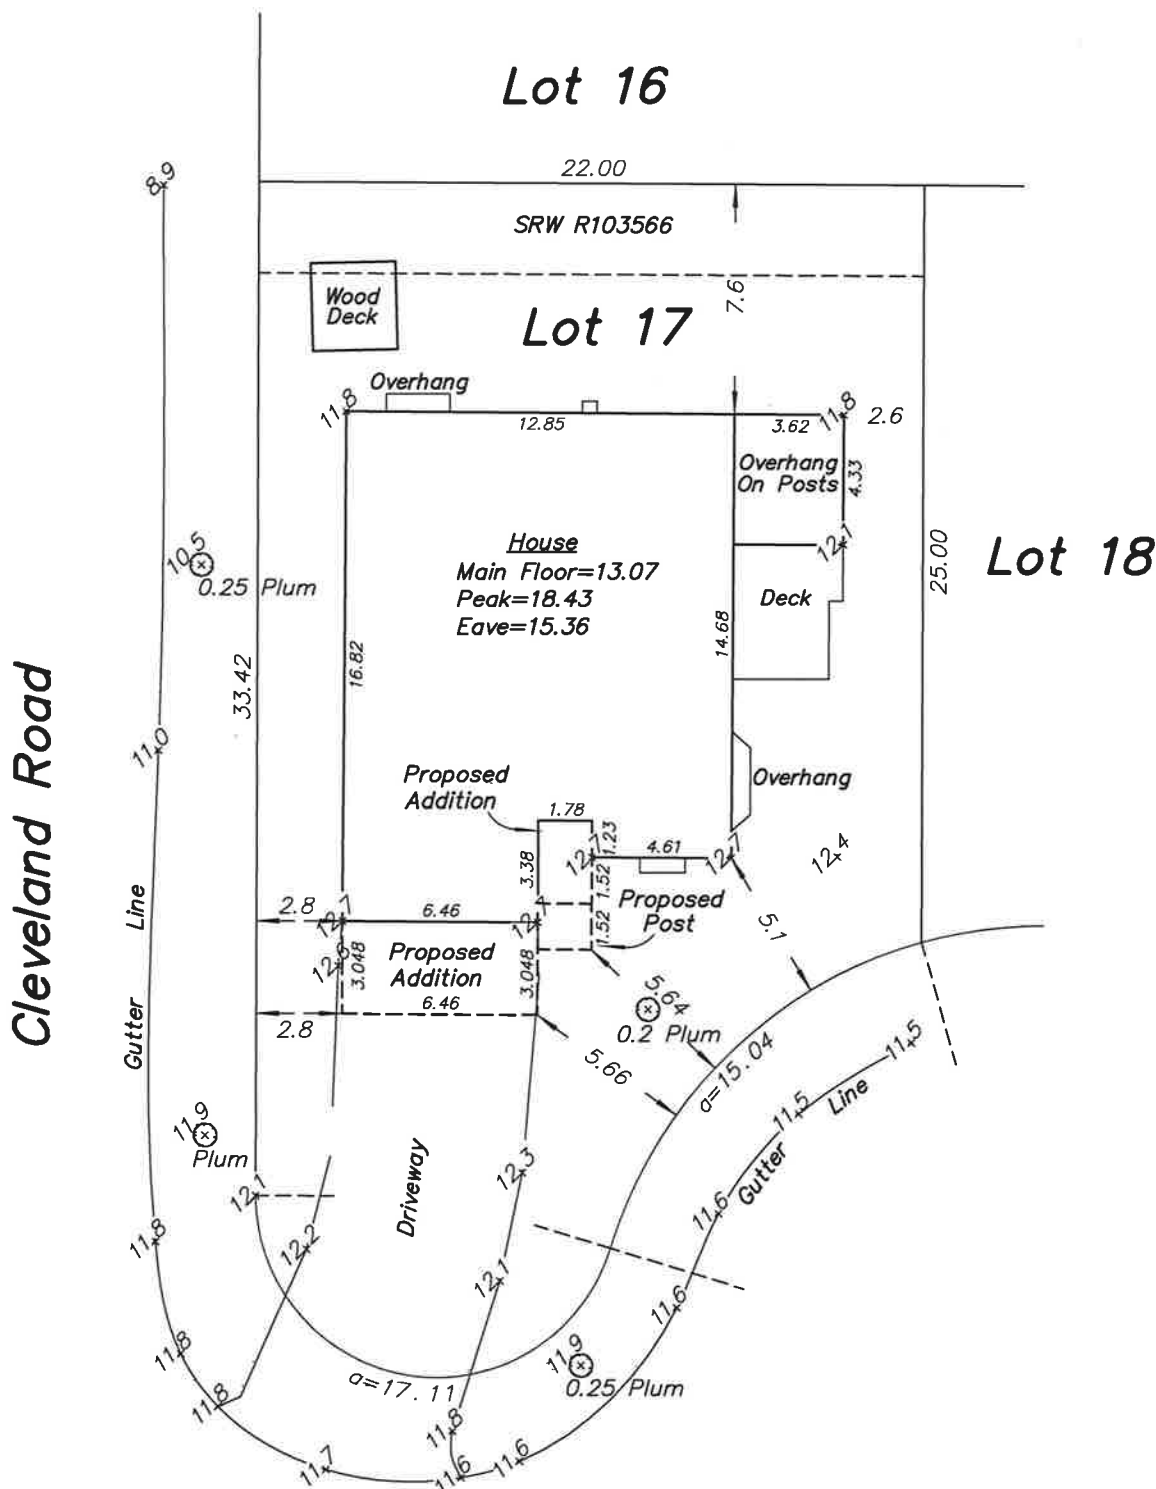 Lot 16
22.00
8.9
SRW R103566
7.6
Wood
Deck
Lot 17
Overhang
11.8
12.85
3.62
11.8
2.6
Overhang
On Posts
4.33
House
Main Floor=13.07
Peak=18.43
Eave=15.36
12.1
Deck
25.00
Lot 18
10.5
0.25 Plum
16.82
14.68
33.42
Cleveland Road
11.0
Proposed
Addition
1.78
Overhang
1.23
12.7
4.61
12.7
12.4
3.38
1.52
Proposed
Post
1.52
Gutter Line
2.8
12.7
6.46
12.7
5.1
12.6
3.048
Proposed
Addition
3.048
6.46
2.8
5.64
0.2 Plum
5.66
a=15.04
11.5
11.5
Gutter Line
11.9
Plum
Driveway
12.3
12.1
11.6
11.8
12.2
12.1
11.6
11.8
11.9
0.25 Plum
a=17.11
11.8
11.8
11.7
11.6
11.6